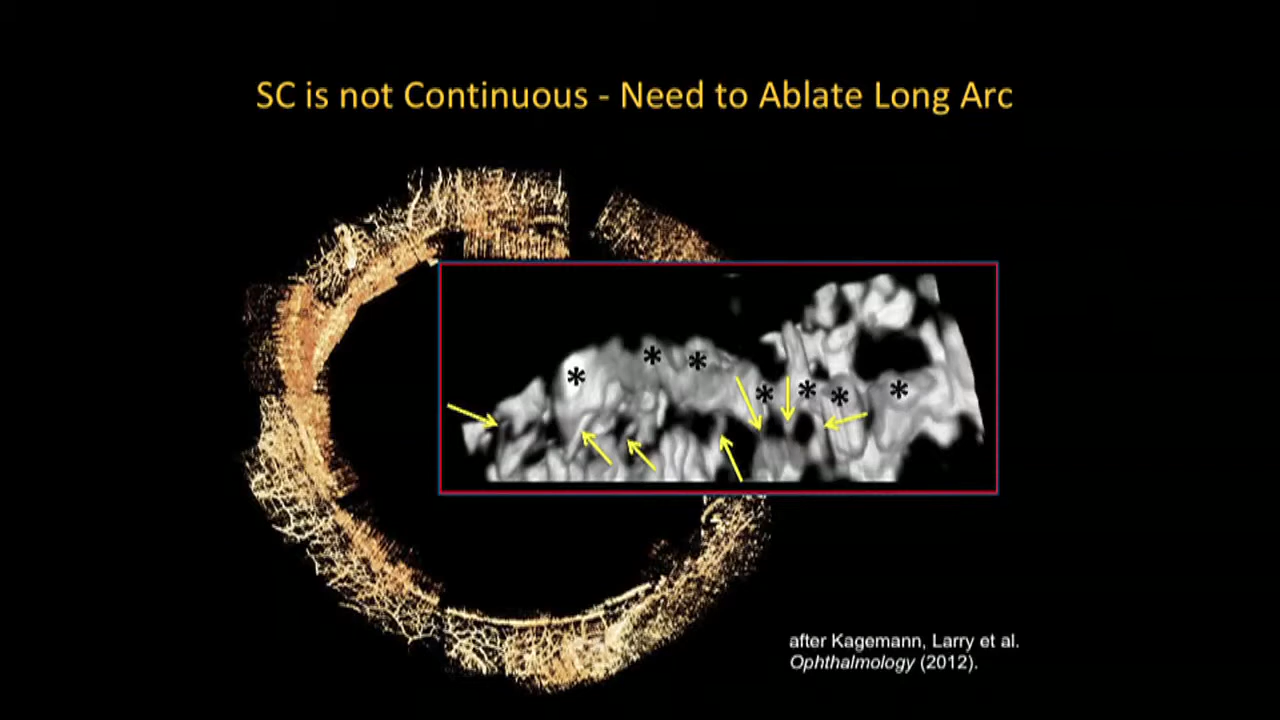 SC is not Continuous - Need to Ablate Long Arc
* * * * * * *
after Kagemann, Larry et al.
Ophthalmology (2012).